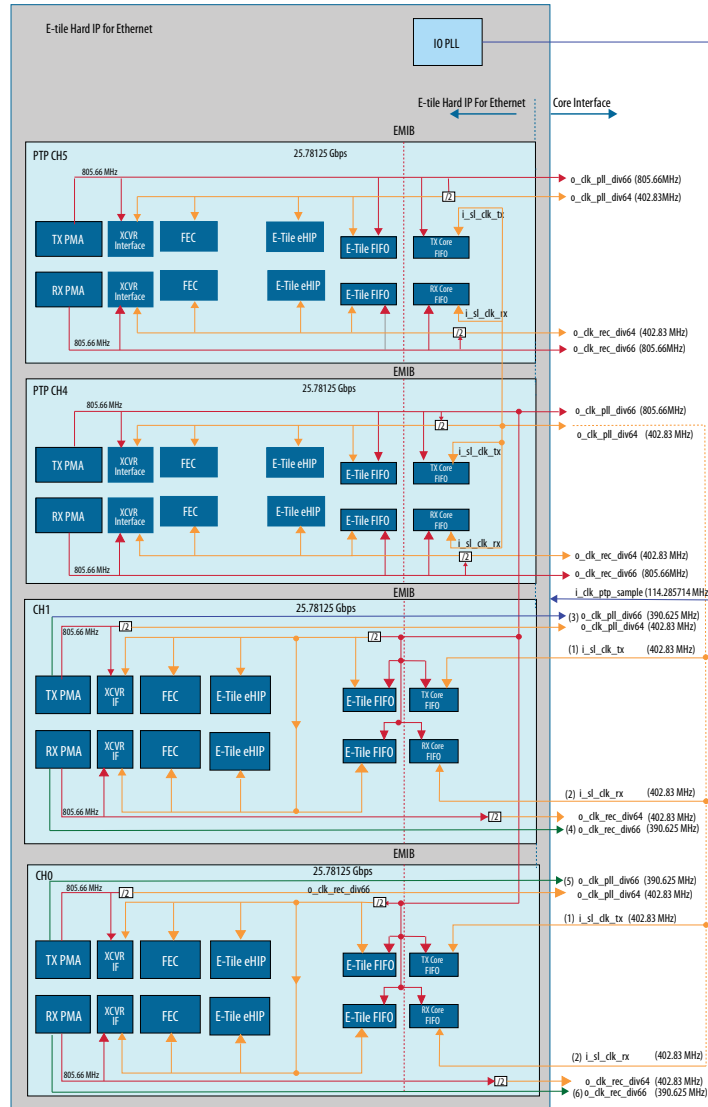 E-tile Hard IP for Ethernet
IO PLL
E-tile Hard IP For Ethernet
Core Interface
EMIB
PTP CH5
25.78125 Gbps
805.66 MHz
o_clk_pll_div66 (805.66MHz)
/2
o_clk_pll_div64 (402.83MHz)
i_sl_clk_tx
TX PMA
XCVR
Interface
FEC
E-Tile eHIP
E-Tile FIFO
TX Core
FIFO
RX PMA
XCVR
Interface
FEC
E-Tile eHIP
E-Tile FIFO
RX Core
FIFO
i_sl_clk_rx
/2
o_clk_rec_div64 (402.83 MHz)
805.66 MHz
o_clk_rec_div66 (805.66MHz)
EMIB
PTP CH4
25.78125 Gbps
805.66 MHz
o_clk_pll_div66 (805.66MHz)
/2
o_clk_pll_div64 (402.83 MHz)
i_sl_clk_tx
TX PMA
XCVR
Interface
FEC
E-Tile eHIP
E-Tile FIFO
TX Core
FIFO
RX PMA
XCVR
Interface
FEC
E-Tile eHIP
E-Tile FIFO
RX Core
FIFO
i_sl_clk_rx
/2
o_clk_rec_div64 (402.83 MHz)
805.66 MHz
o_clk_rec_div66 (805.66MHz)
EMIB
i_clk_ptp_sample (114.285714 MHz
CH1
25.78125 Gbps
(3) o_clk_pll_div66 (390.625 MHz)
805.66 MHz
/2
o_clk_pll_div64 (402.83 MHz)
/2
(1) i_sl_clk_tx (402.83 MHz)
TX PMA
XCVR
IF
FEC
E-Tile eHIP
E-Tile FIFO
TX Core
FIFO
RX PMA
XCVR
IF
FEC
E-Tile eHIP
E-Tile FIFO
RX Core
FIFO
(2) i_sl_clk_rx (402.83 MHz)
805.66 MHz
/2
o_clk_rec_div64 (402.83 MHz)
(4) o_clk_rec_div66 (390.625 MHz)
EMIB
CH0
25.78125 Gbps
(5) o_clk_pll_div66 (390.625 MHz)
805.66 MHz
/2
o_clk_rec_div66
o_clk_pll_div64 (402.83 MHz)
/2
(1) i_sl_clk_tx (402.83 MHz)
TX PMA
XCVR
IF
FEC
E-Tile eHIP
E-Tile FIFO
TX Core
FIFO
RX PMA
XCVR
IF
FEC
E-Tile eHIP
E-Tile FIFO
RX Core
FIFO
(2) i_sl_clk_rx (402.83 MHz)
805.66 MHz
/2
o_clk_rec_div64 (402.83 MHz)
(6) o_clk_rec_div66 (390.625 MHz)